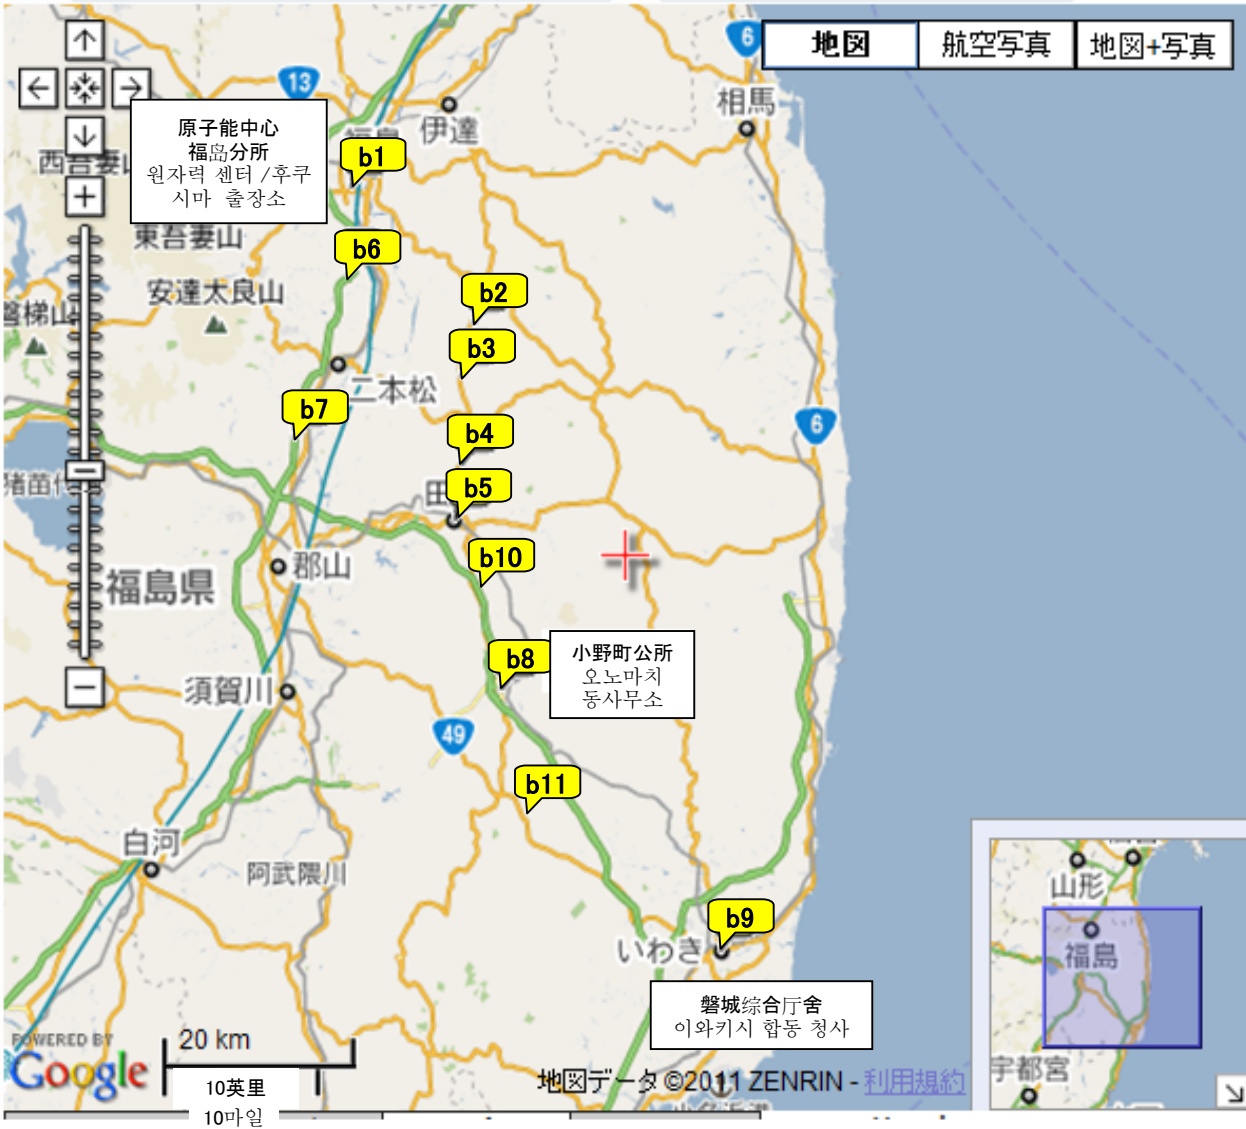 6
地図
航空写真
地図+写真
13
相馬
伊達
原子能中心
福岛分所
원자력 센터 /후쿠
시마 출장소
b1
東吾妻山
b6
安達太良山
b2
磐梯山
b3
二本松
b7
6
b4
b5
b10
郡山
福島県
b8
小野町公所
오노마치
동사무소
須賀川
49
b11
白河
阿武隈川
山形
b9
いわき
福島
磐城综合厅舍
이와키시 합동 청사
POWERED BY
Google
20 km
10英里
10마일
地図データ ©2011 ZENRIN - 利用規約
宇都宮